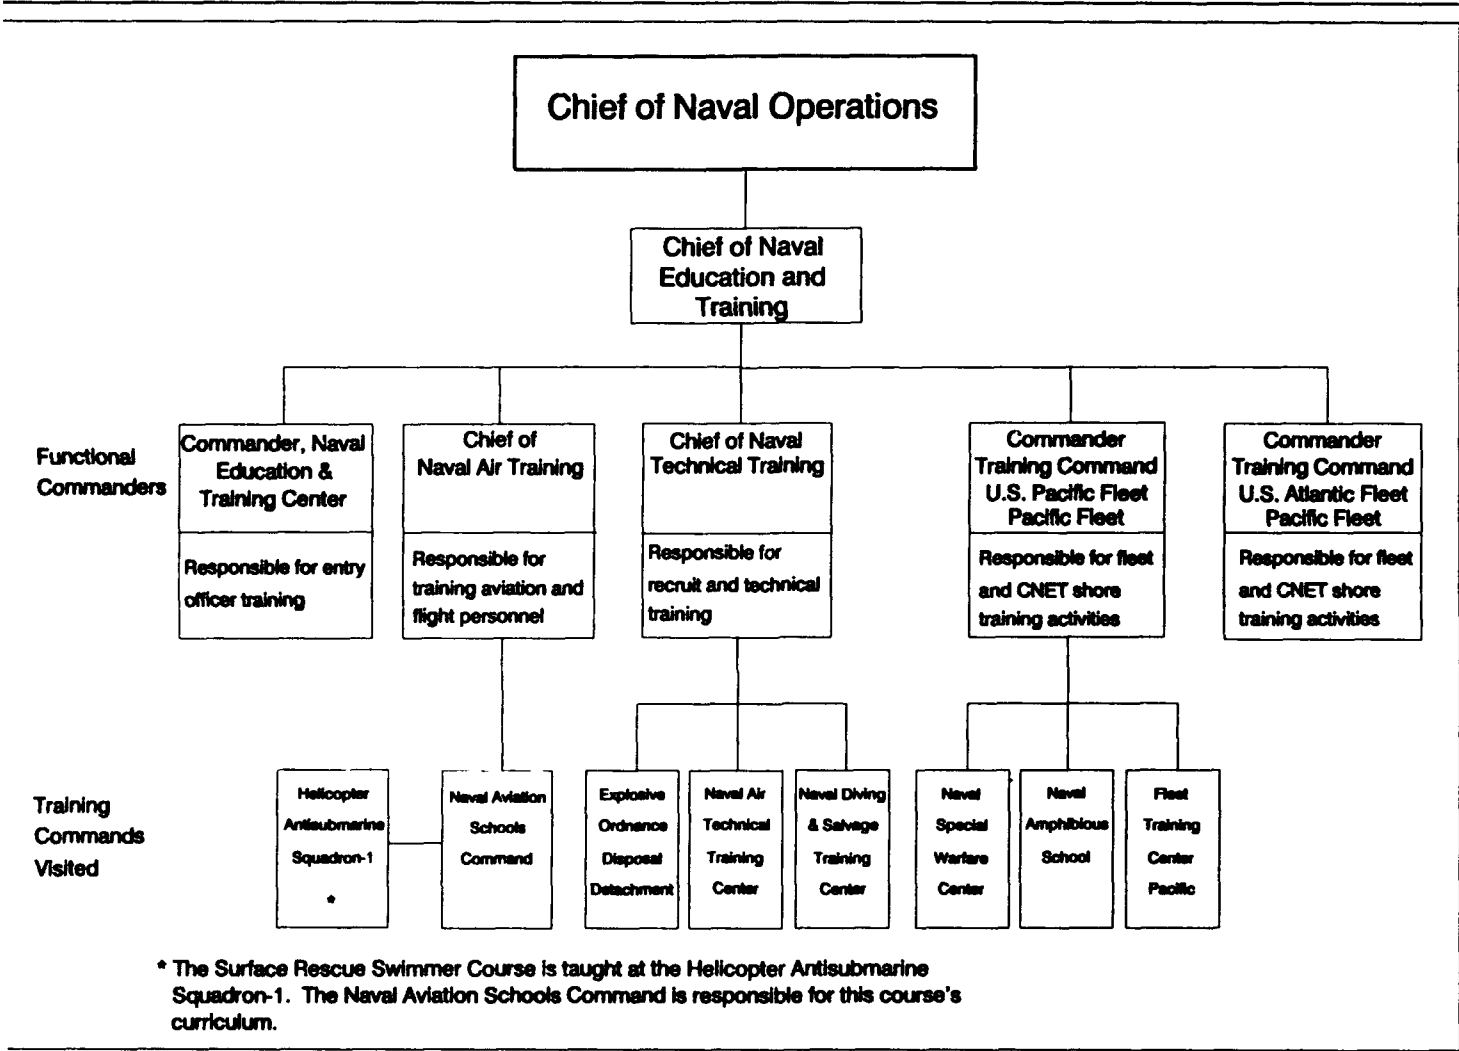 Chief of Naval Operations
Chief of Naval
Education and
Training
Functional
Commanders
Commander, Naval
Education &
Training Center
Responsible for entry
officer training
Chief of
Naval Air Training
Responsible for
training aviation and
flight personnel
Chief of Naval
Technical Training
Responsible for
recruit and technical
training
Commander
Training Command
U.S. Pacific Fleet
Pacific Fleet
Responsible for fleet
and CNET shore
training activities
Commander
Training Command
U.S. Atlantic Fleet
Pacific Fleet
Responsible for fleet
and CNET shore
training activities
Training
Commands
Visited
Helicopter
Antisubmarine
Squadron-1
*
Naval Aviation
Schools
Command
Explosive
Ordnance
Disposal
Detachment
Naval Air
Technical
Training
Center
Naval Diving
& Salvage
Training
Center
Naval
Special
Warfare
Center
Naval
Amphibious
School
Fleet
Training
Center
Pacific
* The Surface Rescue Swimmer Course is taught at the Helicopter Antisubmarine
Squadron-1. The Naval Aviation Schools Command is responsible for this course's
curriculum.